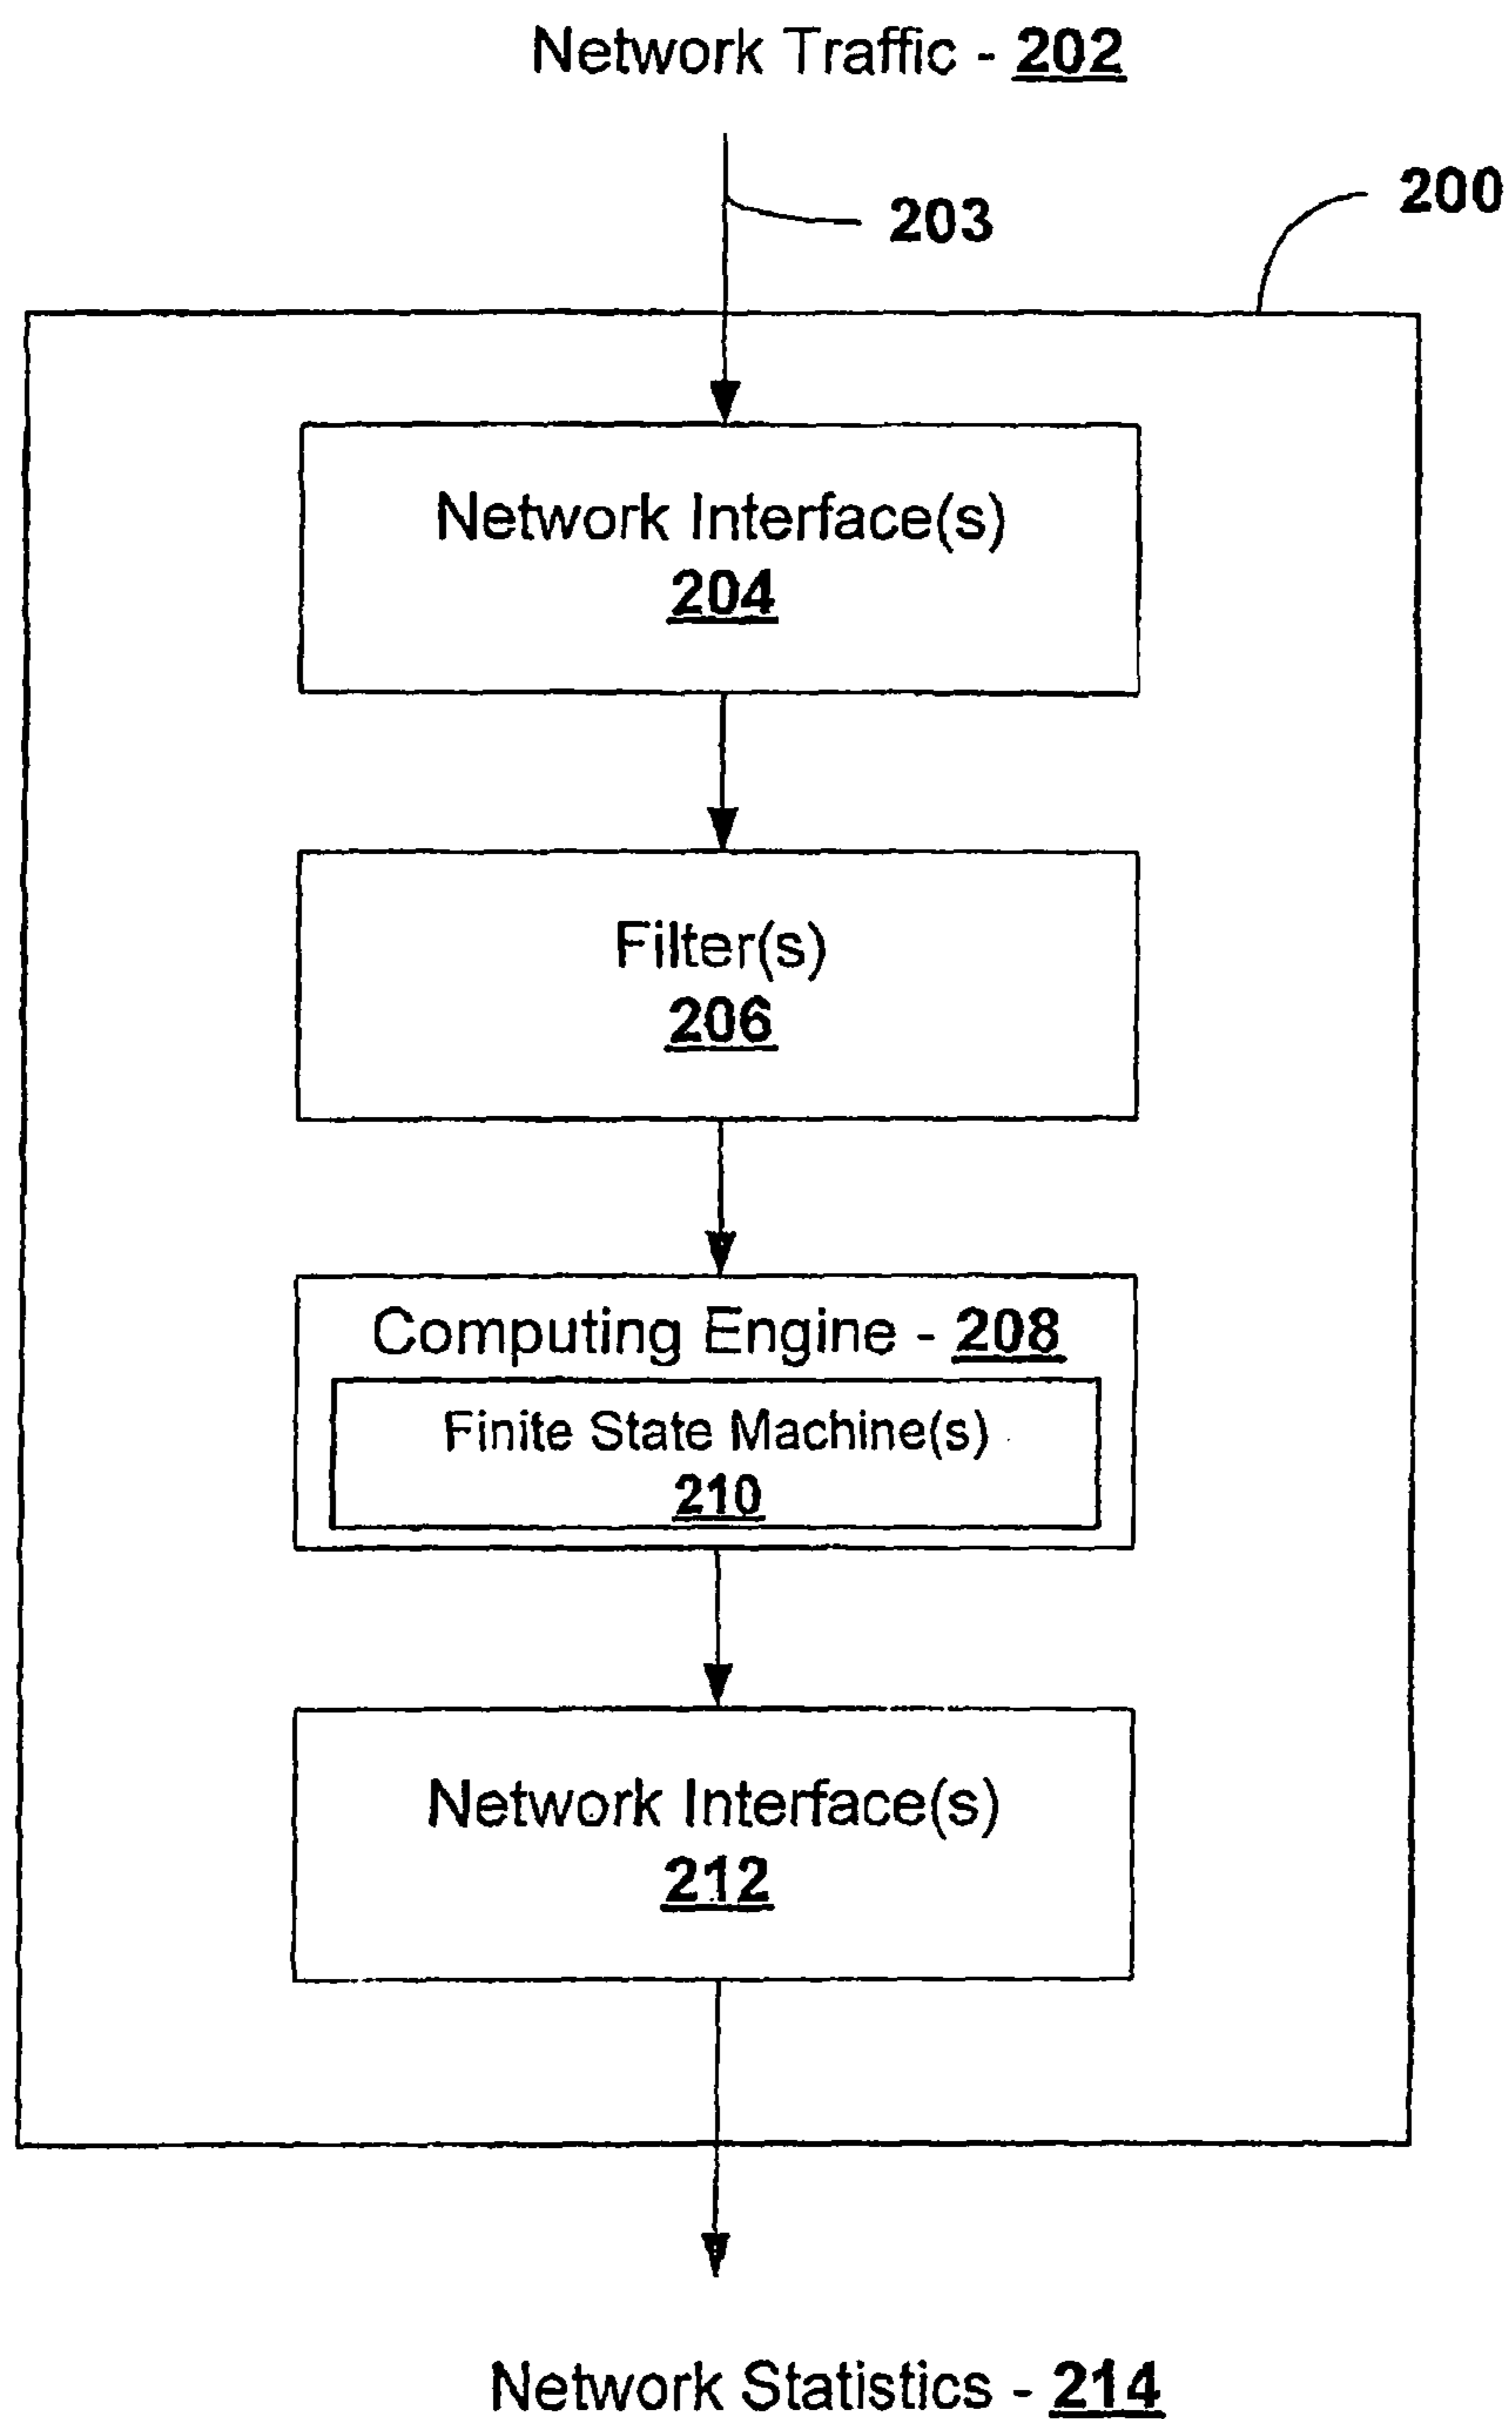 Network Traffic - 202
203
200
Network Interface(s)
204
Filter(s)
206
Computing Engine - 208
Finite State Machine(s)
210
Network Interface(s)
212
Network Statistics - 214